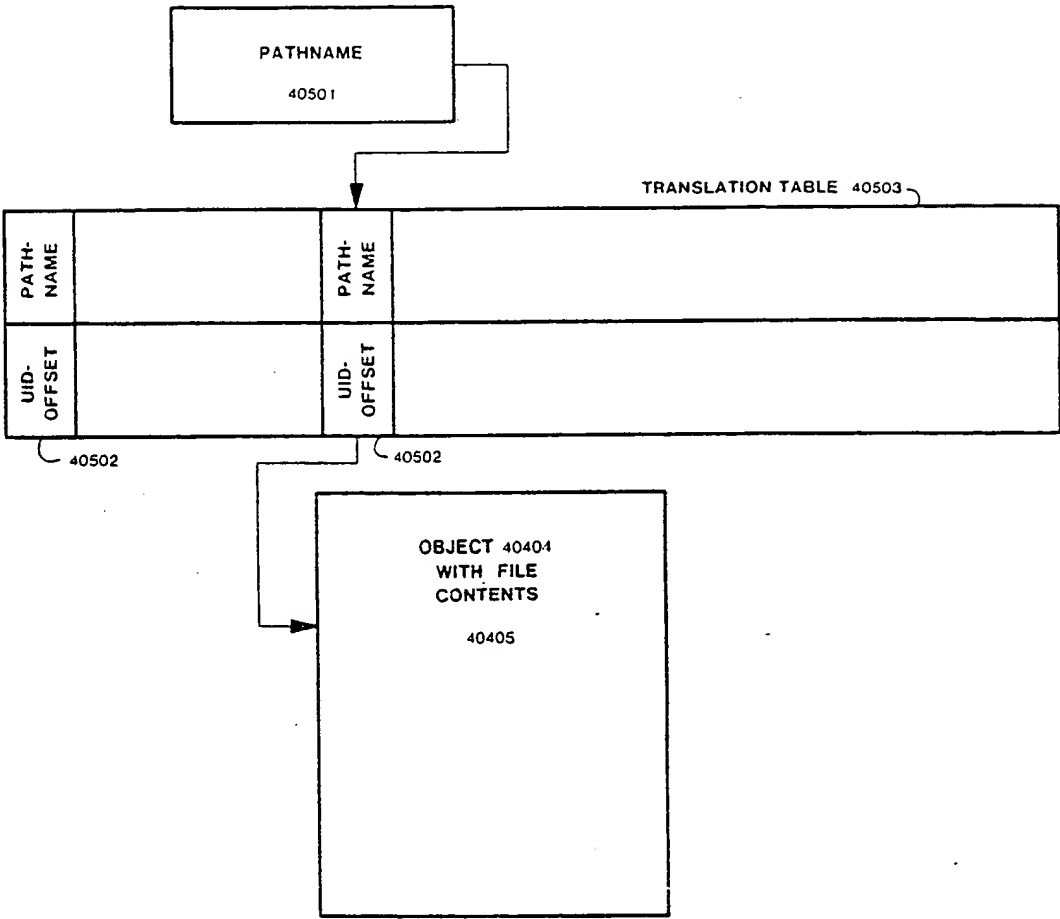 PATHNAME
40501
TRANSLATION TABLE 40503
PATH-
NAME
PATH-
NAME
UID-
OFFSET
UID-
OFFSET
40502
40502
OBJECT 40404
WITH FILE
CONTENTS
40405